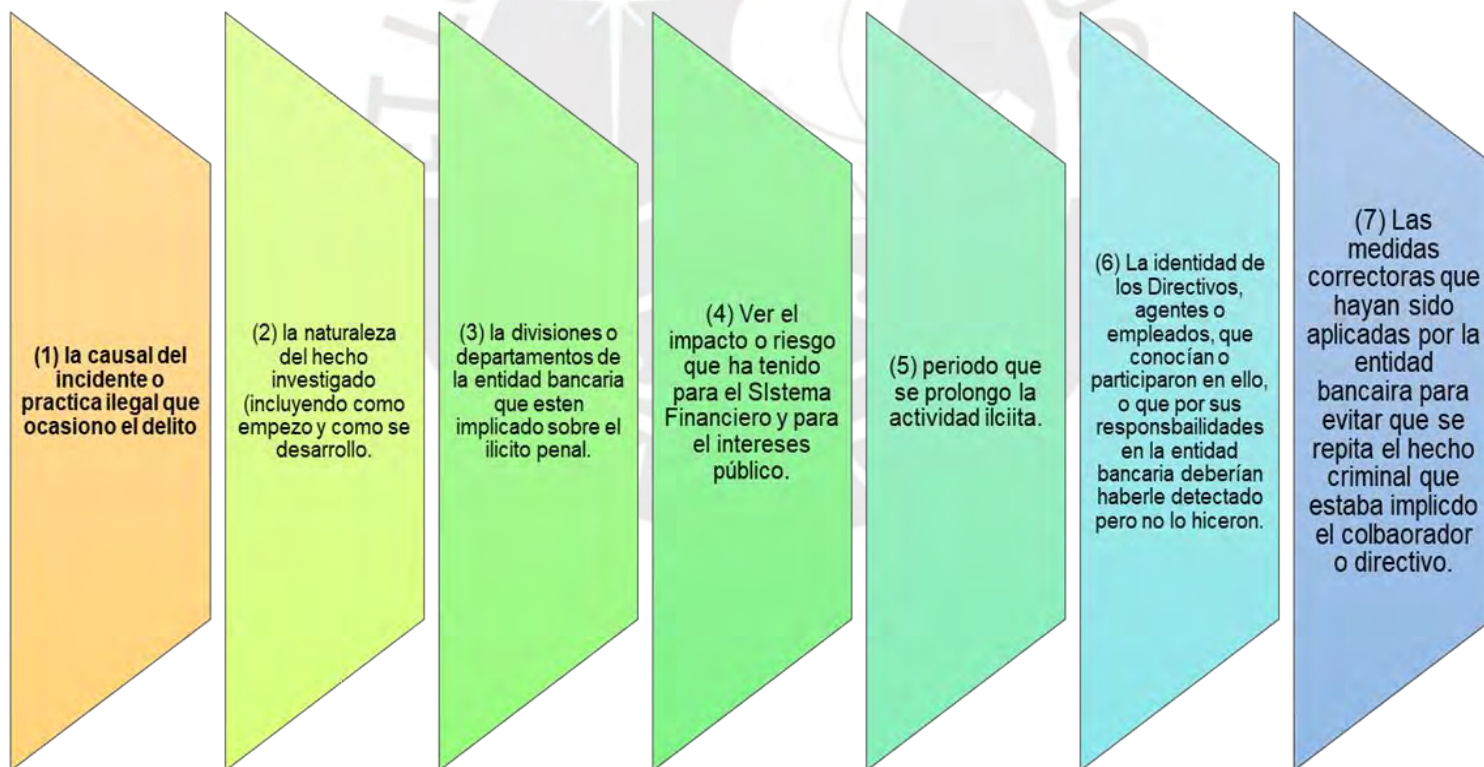 (1) la causal del
incidente o
practica ilegal que
ocasiono el delito
(2) la naturaleza
del hecho
investigado
(incluyendo como
empezo y como se
desarrollo.
(3) la divisiones o
departamentos de
la entidad bancaria
que esten
implicado sobre el
ilicito penal.
(4) Ver el
impacto o riesgo
que ha tenido
para el SIstema
Financiero y para
el intereses
público.
(5) periodo que
se prolongo la
actividad ilciita.
(6) La identidad de
los Directivos,
agentes o
empleados, que
conocían o
participaron en ello,
o que por sus
responsbailidades
en la entidad
bancaria deberían
haberle detectado
pero no lo hiceron.
(7) Las
medidas
correctoras que
hayan sido
aplicadas por la
entidad
bancaira para
evitar que se
repita el hecho
criminal que
estaba implicdo
el colbaorador
o directivo.